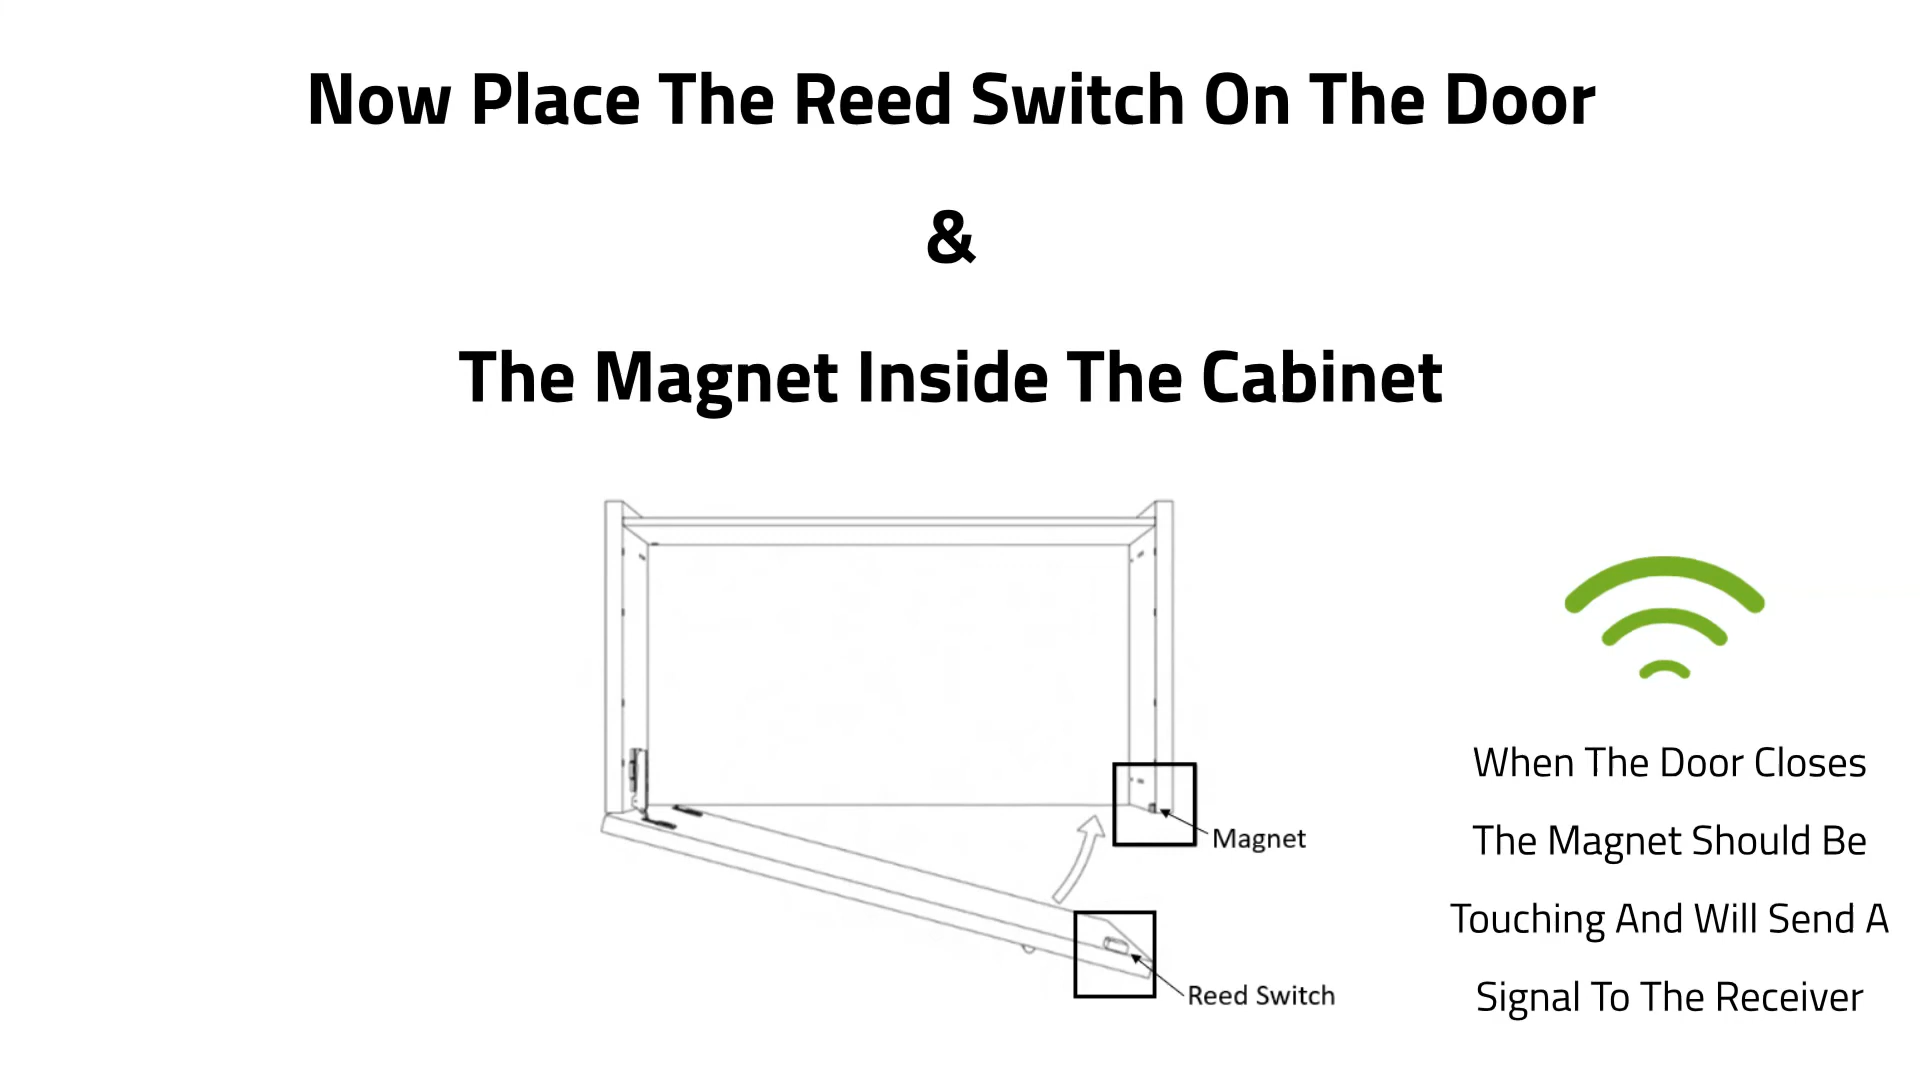 Now Place The Reed Switch On The Door
&
The Magnet Inside The Cabinet
Magnet
Reed Switch
When The Door Closes
The Magnet Should Be
Touching And Will Send A
Signal To The Receiver